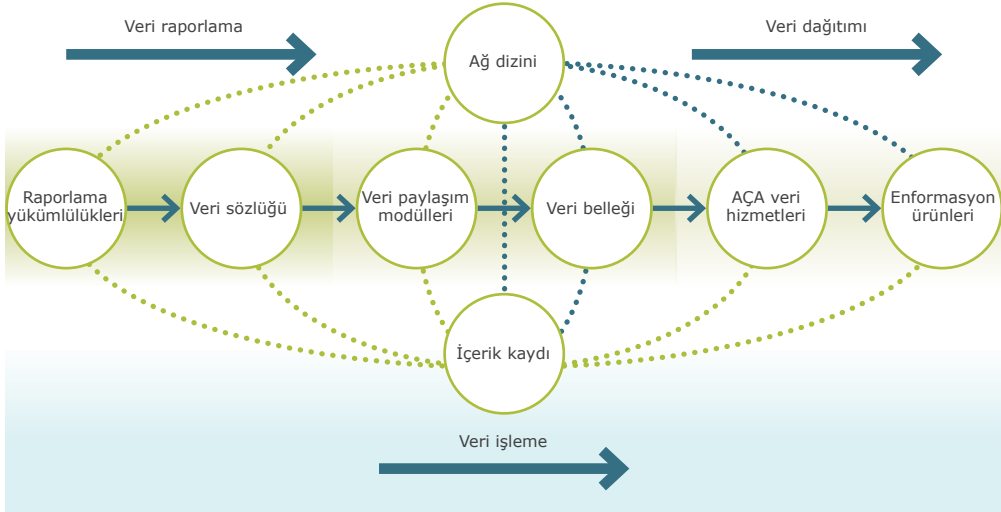 Veri raporlama
Veri dağıtımı
Ağ dizini
Raporlama
yükümlülükleri
Veri sözlüğü
Veri paylaşım
modülleri
Veri belleği
AÇA veri
hizmetleri
Enformasyon
ürünleri
İçerik kaydı
Veri işleme